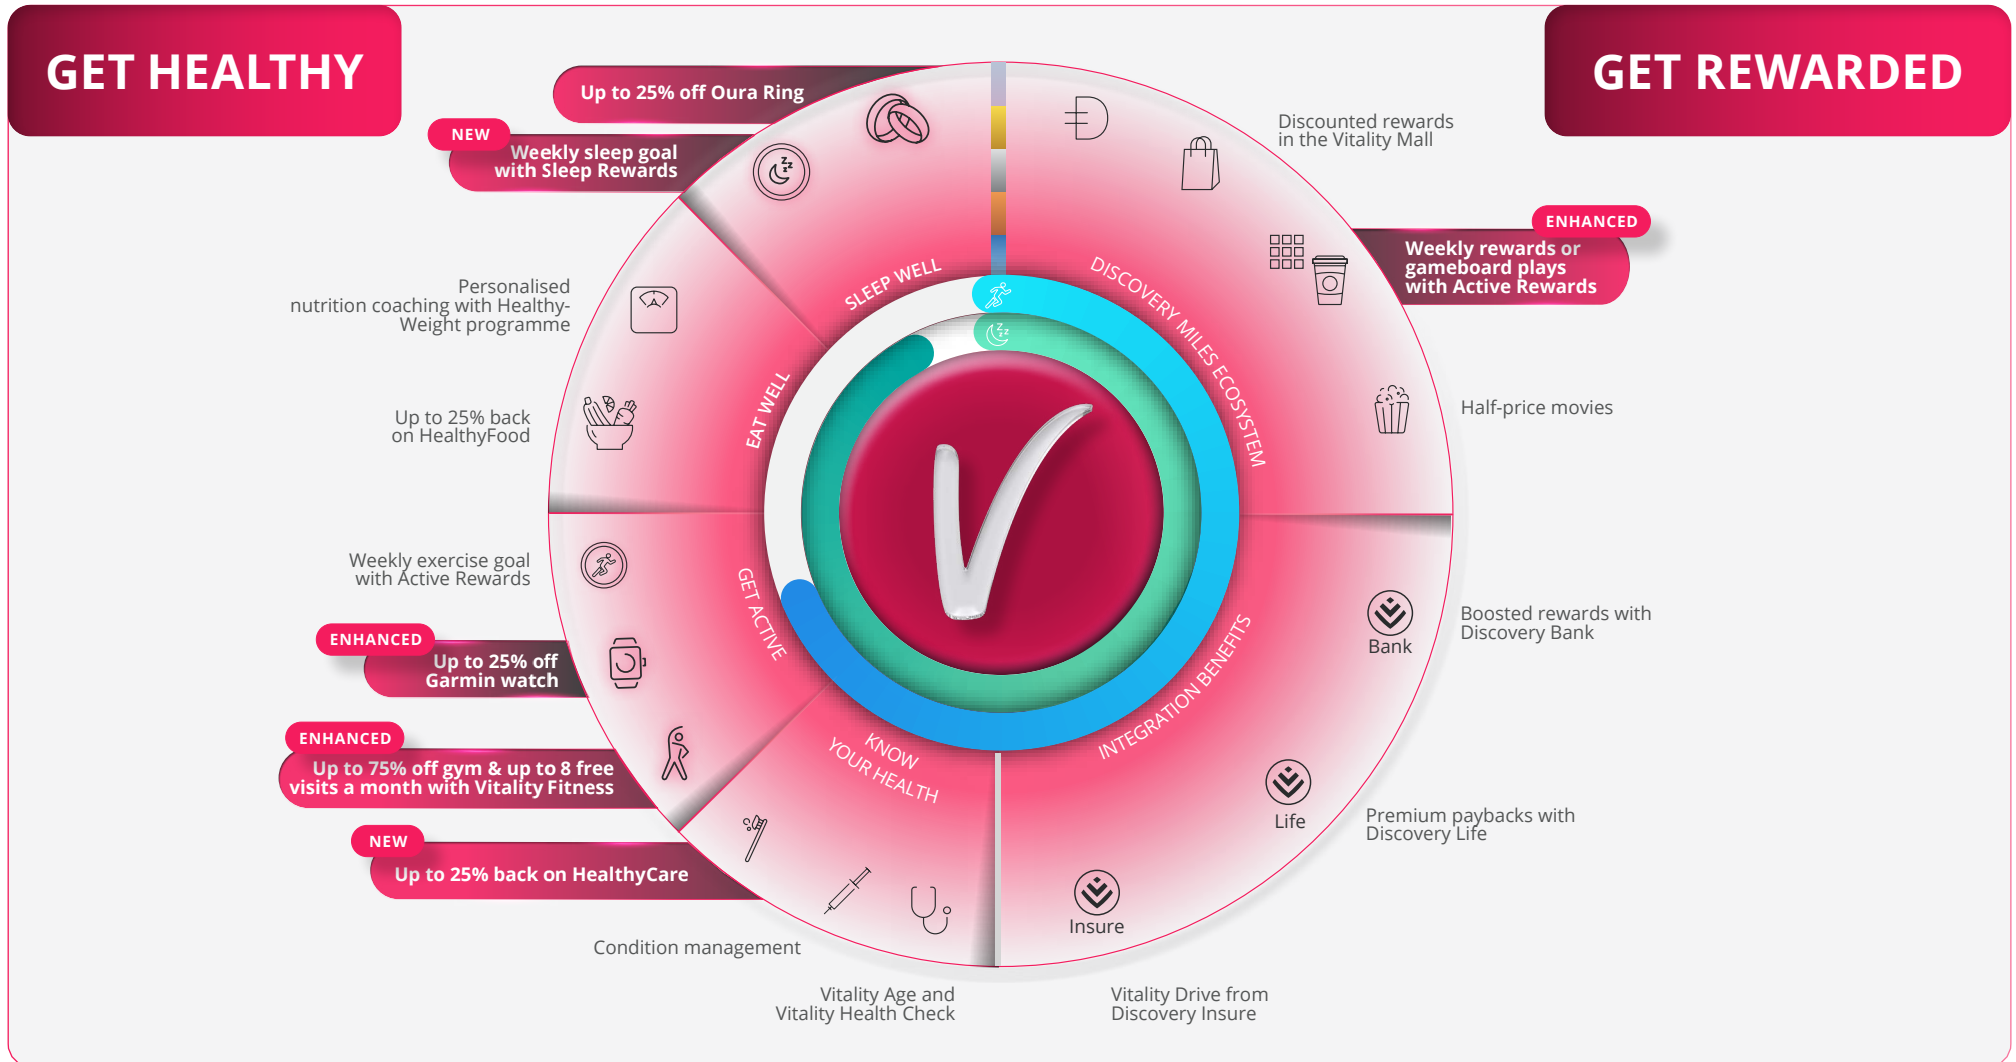 GET HEALTHY
GET REWARDED
Up to 25% off Oura Ring
NEW
Weekly sleep goal
with Sleep Rewards
Personalised
nutrition coaching with Healthy-
Weight programme
Up to 25% back
on HealthyFood
Weekly exercise goal
with Active Rewards
ENHANCED
Up to 25% off
Garmin watch
ENHANCED
Up to 75% off gym & up to 8 free
visits a month with Vitality Fitness
NEW
Up to 25% back on HealthyCare
Condition management
Vitality Age and
Vitality Health Check
SLEEP WELL
EAT WELL
GET ACTIVE
KNOW
YOUR HEALTH
zzz
zzz
DISCOVERY MILES ECOSYSTEM
INTEGRATION BENEFITS
Discounted rewards
in the Vitality Mall
ENHANCED
Weekly rewards or
gameboard plays
with Active Rewards
Half-price movies
Bank
Boosted rewards with
Discovery Bank
Life
Premium paybacks with
Discovery Life
Insure
Vitality Drive from
Discovery Insure